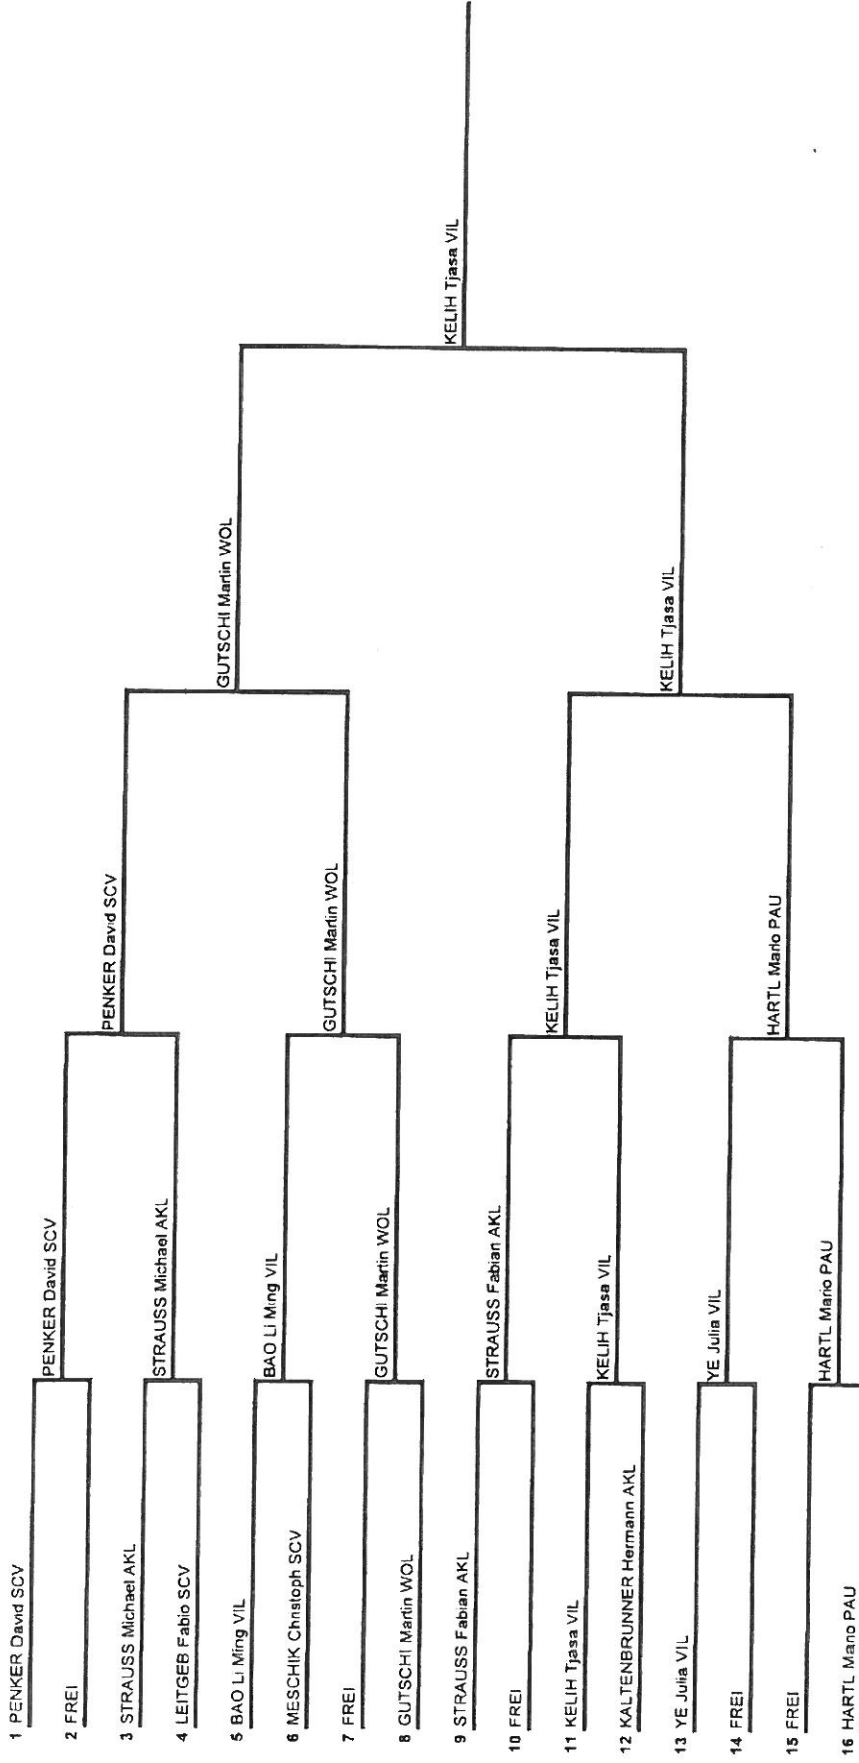 1 PENKER David SCV
2 FREI
3 STRAUSS Michael AKL
4 LEITGEB Fabio SCV
5 BAO Li Ming VIL
6 MESCHIK Christoph SCV
7 FREI
8 GUTSCHI Martin WOL
9 STRAUSS Fabian AKL
10 FREI
11 KELIH Tjasa VIL
12 KALTENBRUNNER Hermann AKL
13 YE Julia VIL
14 FREI
15 FREI
16 HARTL Mario PAU
PENKER David SCV
STRAUSS Michael AKL
BAO Li Ming VIL
GUTSCHI Martin WOL
STRAUSS Fabian AKL
KELIH Tjasa VIL
YE Julia VIL
HARTL Mario PAU
PENKER David SCV
GUTSCHI Martin WOL
KELIH Tjasa VIL
HARTL Mario PAU
GUTSCHI Martin WOL
KELIH Tjasa VIL
KELIH Tjasa VIL